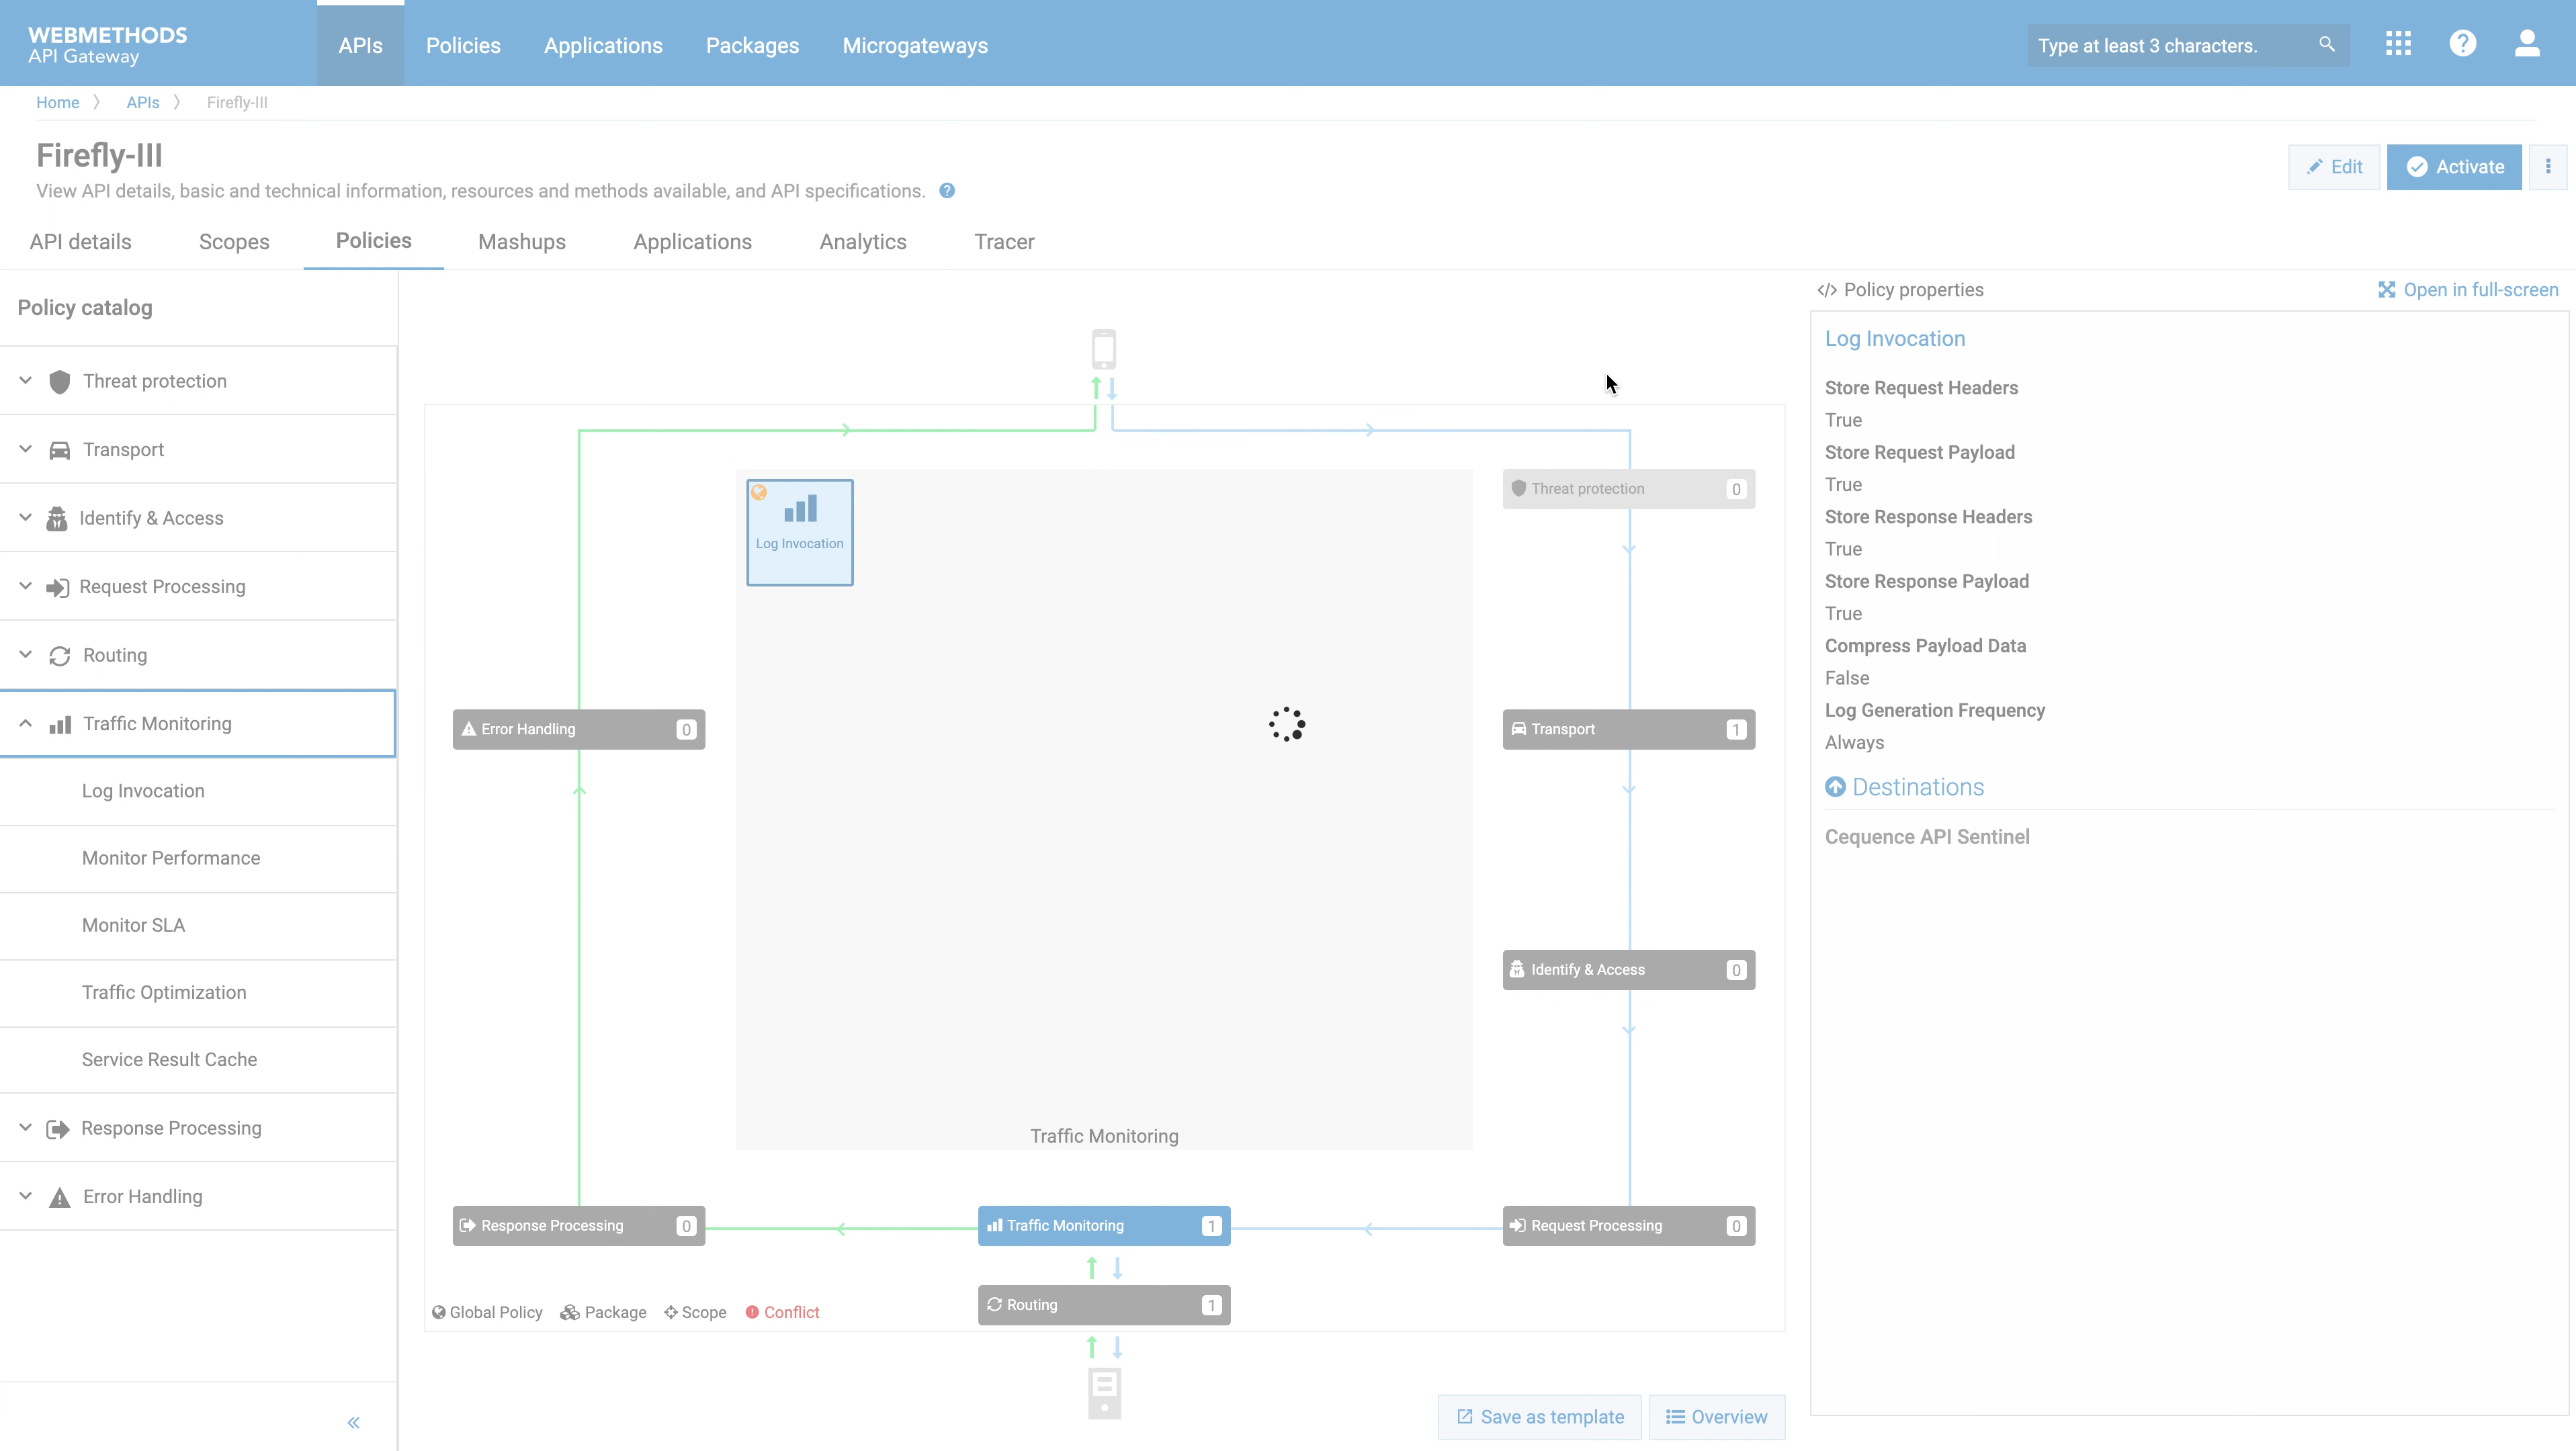 WEBMETHODS
API Gateway
APIs
Policies
Applications
Packages
Microgateways
Type at least 3 characters.
Home
APIs
Firefly-III
Firefly-III
View API details, basic and technical information, resources and methods available, and API specifications.
Edit
Activate
API details
Scopes
Policies
Mashups
Applications
Analytics
Tracer
Policy catalog
Threat protection
Transport
Identify & Access
Request Processing
Routing
Traffic Monitoring
Log Invocation
Monitor Performance
Monitor SLA
Traffic Optimization
Service Result Cache
Response Processing
Error Handling
Log Invocation
Threat protection 0
Error Handling 0
Transport 1
Identify & Access 0
Traffic Monitoring
Response Processing 0
Traffic Monitoring 1
Request Processing 0
Routing 1
Global Policy
Package
Scope
Conflict
Save as template
Overview
</> Policy properties
Open in full-screen
Log Invocation
Store Request Headers
True
Store Request Payload
True
Store Response Headers
True
Store Response Payload
True
Compress Payload Data
False
Log Generation Frequency
Always
Destinations
Cequence API Sentinel